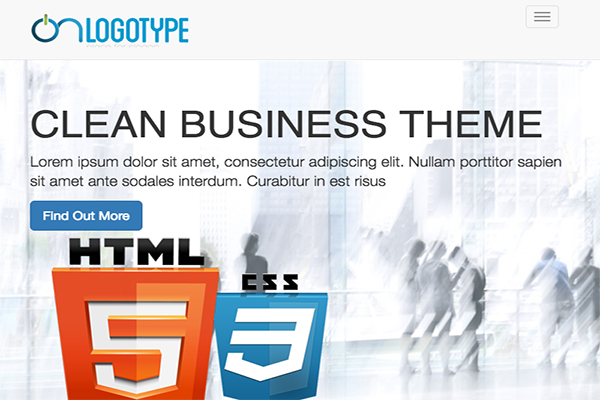 on LOGOTYPE
CLEAN BUSINESS THEME
Lorem ipsum dolor sit amet, consectetur adipiscing elit. Nullam porttitor sapien
sit amet ante sodales interdum. Curabitur in est risus
Find Out More
HTML
CSS
5
3